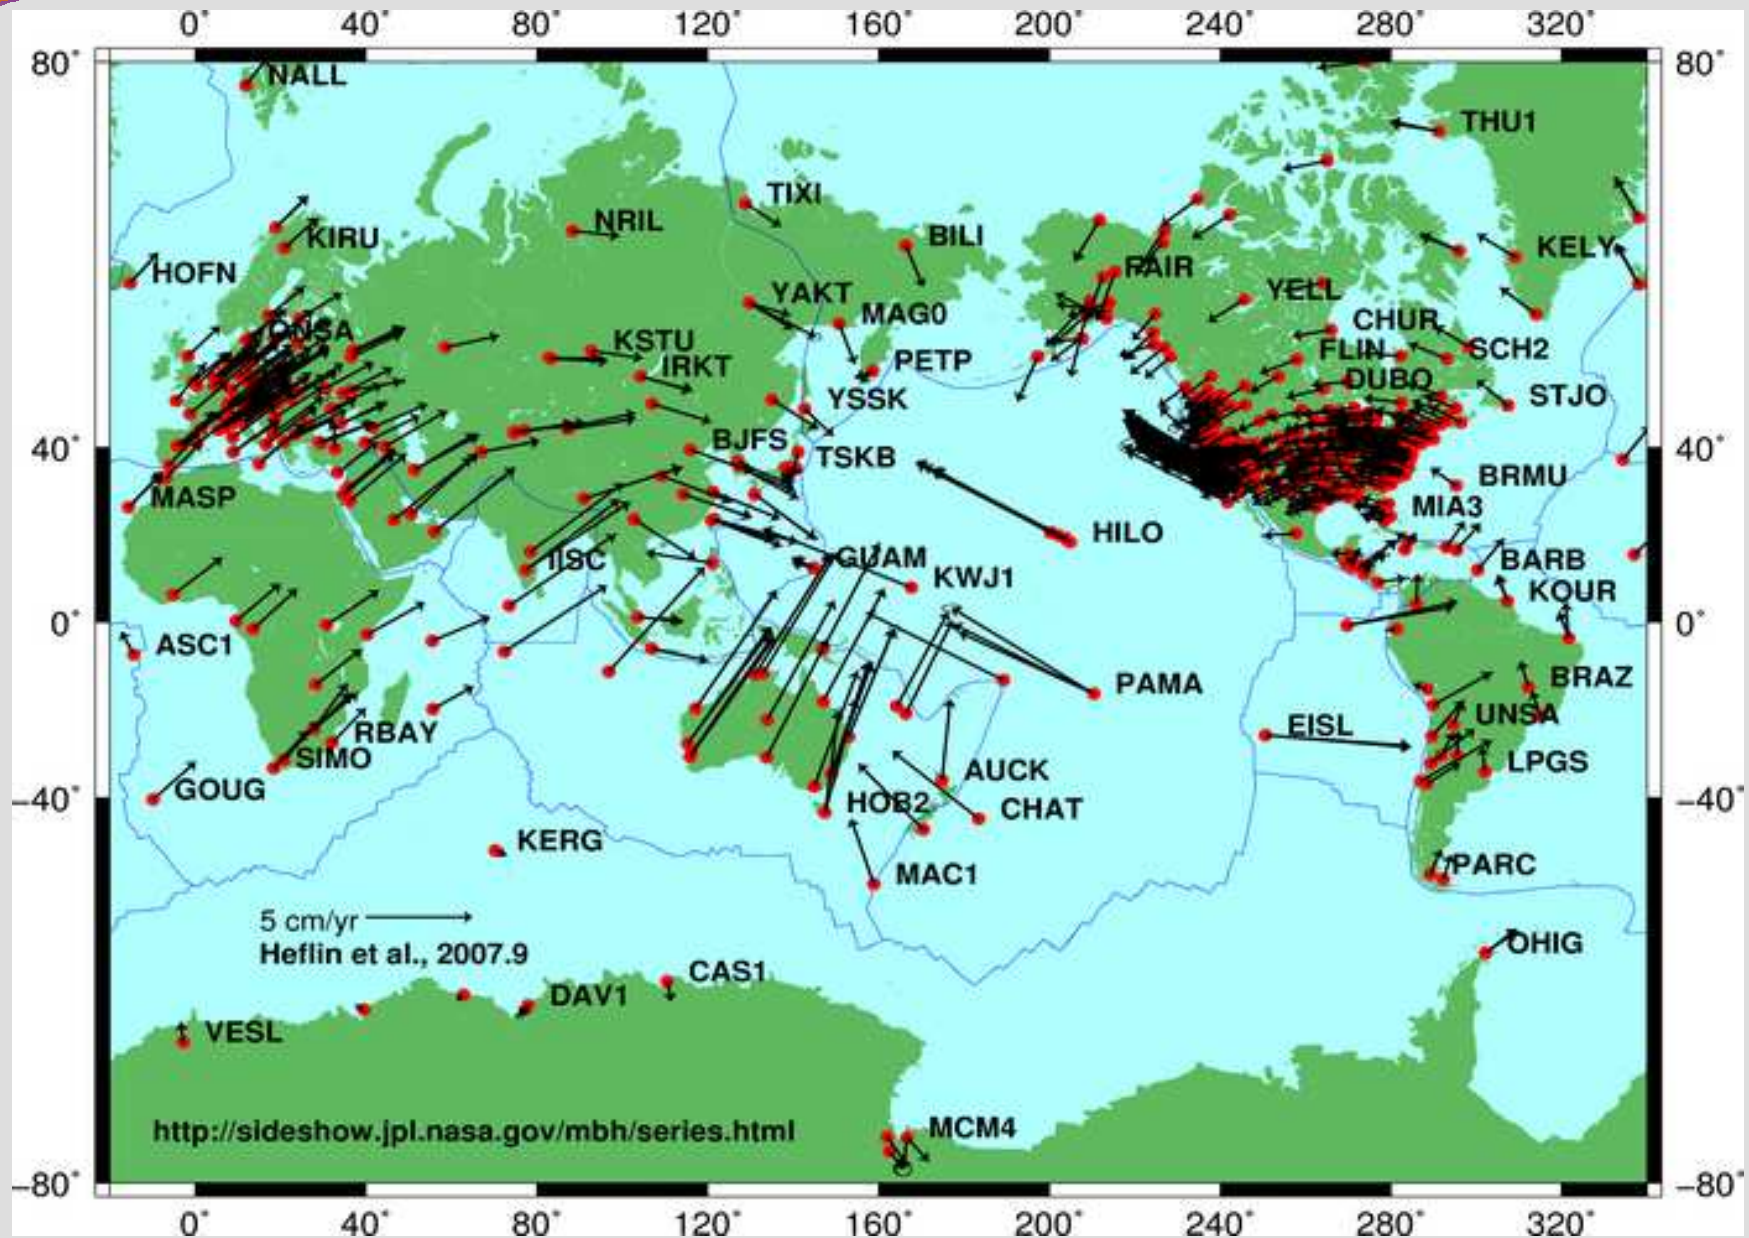 0° 40° 80° 120° 160° 200° 240° 280° 320°
80° 80°
NALL
THU1
TIXI
NRIL
KIRU
BILI
KELY
HOFN
FAIR
YAKT
YELL
MAG0
ONSA
KSTU
CHUR
IRKT
PETP
FLIN
SCH2
DUBO
YSSK
STJO
BJFS
40° 40°
TSKB
BRMU
MASP
MIA3
HILO
IISC
GUAM
BARB
KWJ1
KOUR
0° 0°
ASC1
BRAZ
PAMA
UNSA
EISL
RBAY
SIMO
LPGS
AUCK
GOUG
−40° −40°
HOB2
CHAT
KERG
PARC
MAC1
5 cm/yr
OHIG
Heflin et al., 2007.9
CAS1
DAV1
VESL
MCM4
http://sideshow.jpl.nasa.gov/mbh/series.html
−80° −80°
0° 40° 80° 120° 160° 200° 240° 280° 320°